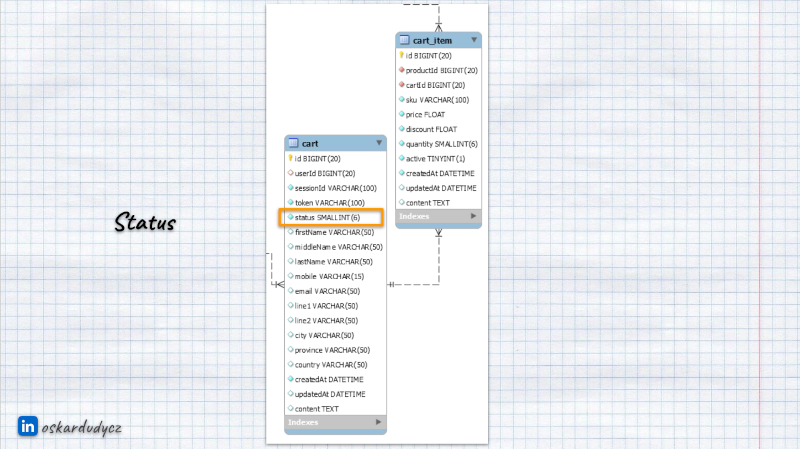 cart_item
id BIGINT(20)
productId BIGINT(20)
cartId BIGINT(20)
sku VARCHAR(100)
price FLOAT
discount FLOAT
quantity SMALLINT(6)
active TINYINT(1)
createdAt DATETIME
updatedAt DATETIME
content TEXT
Indexes
cart
id BIGINT(20)
userId BIGINT(20)
sessionId VARCHAR(100)
token VARCHAR(100)
status SMALLINT(6)
firstName VARCHAR(50)
middleName VARCHAR(50)
lastName VARCHAR(50)
mobile VARCHAR(15)
email VARCHAR(50)
line1 VARCHAR(50)
line2 VARCHAR(50)
city VARCHAR(50)
province VARCHAR(50)
country VARCHAR(50)
createdAt DATETIME
updatedAt DATETIME
content TEXT
Indexes
Status
in oskardudycz